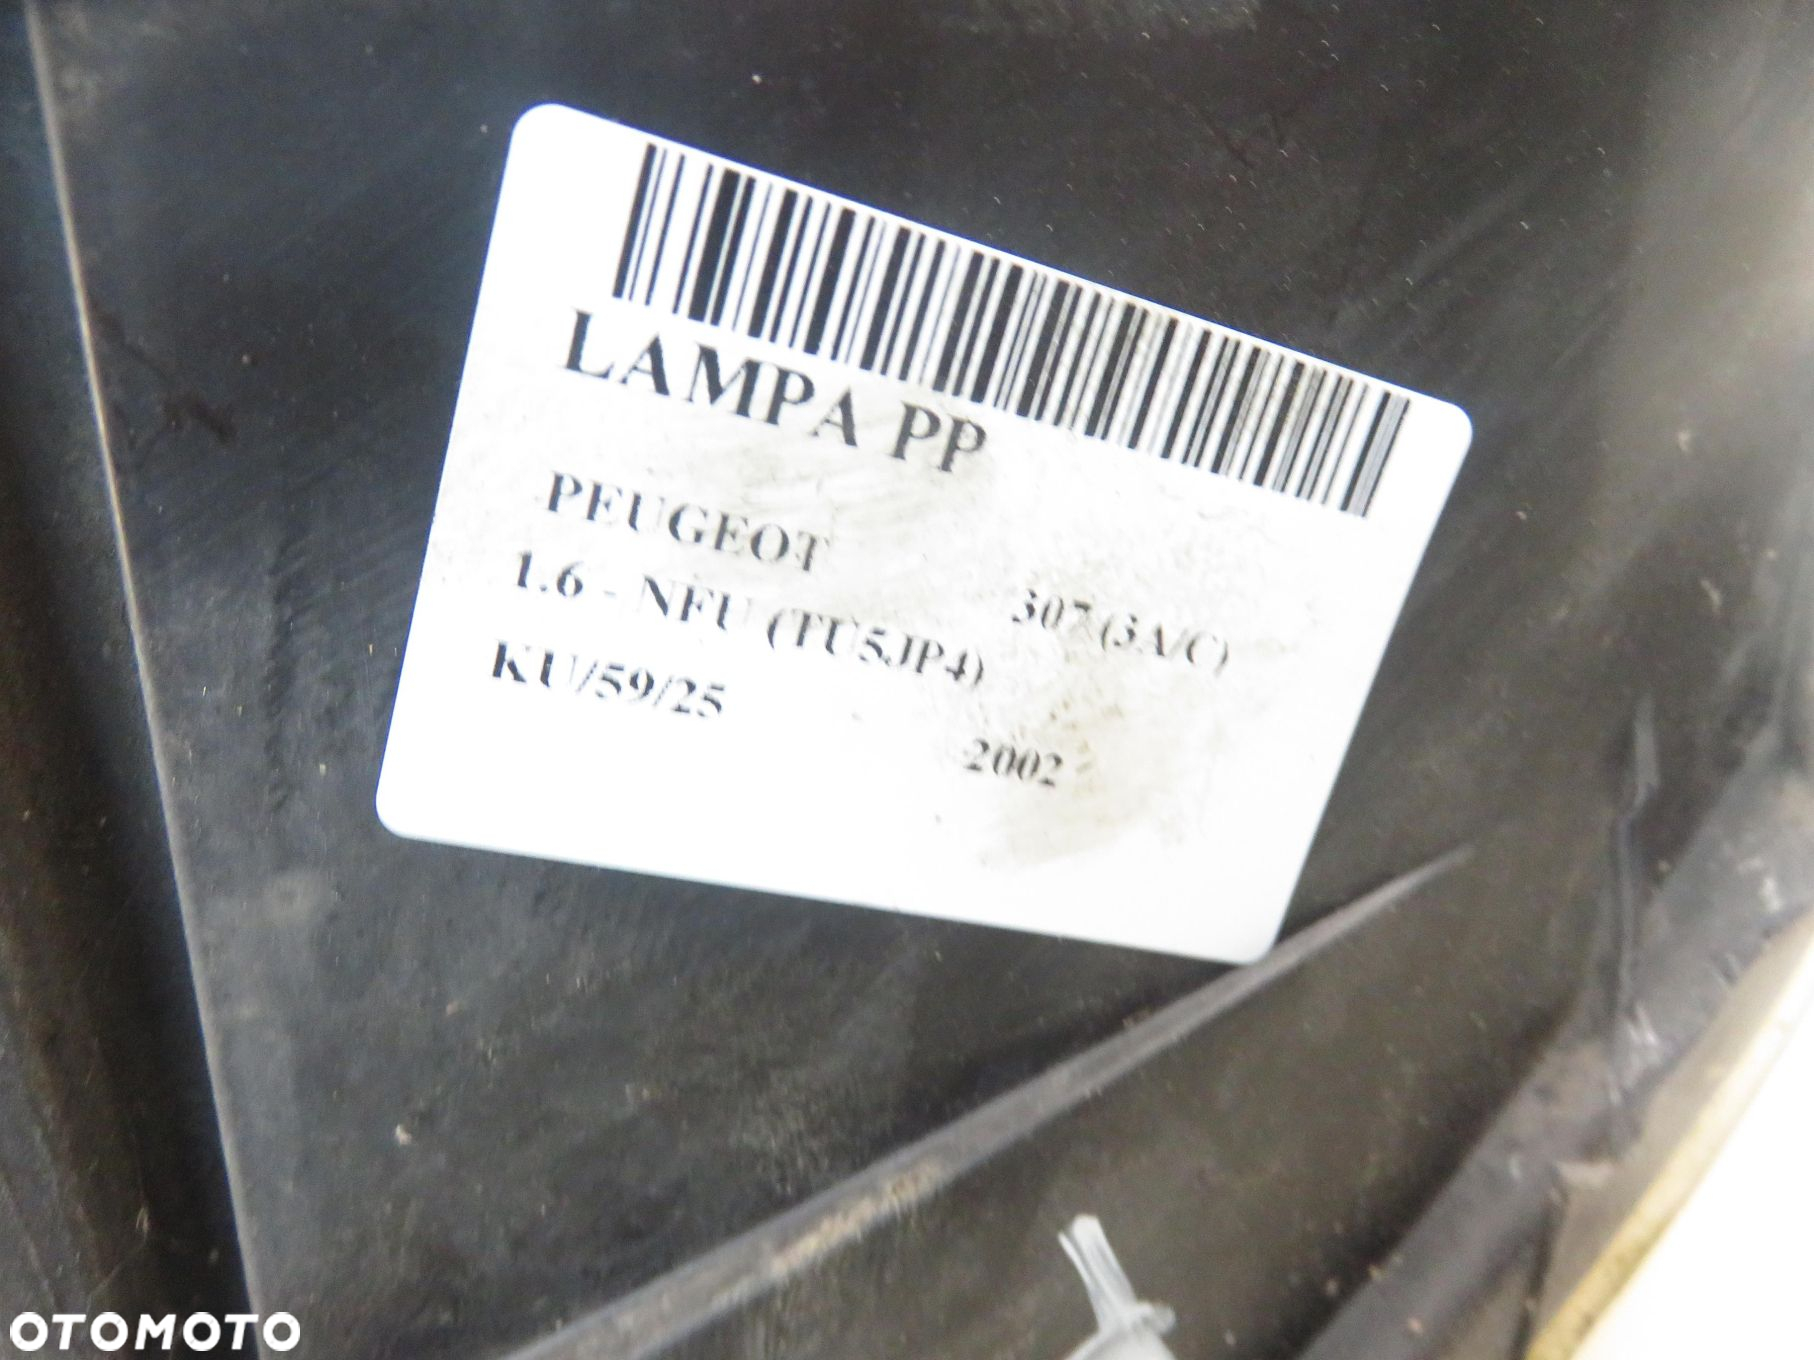 LAMPA PP
PEUGEOT 307 (3A/C)
1.6 - NFU (TU5JP4)
KU/59/25 2002
OTOMOTO